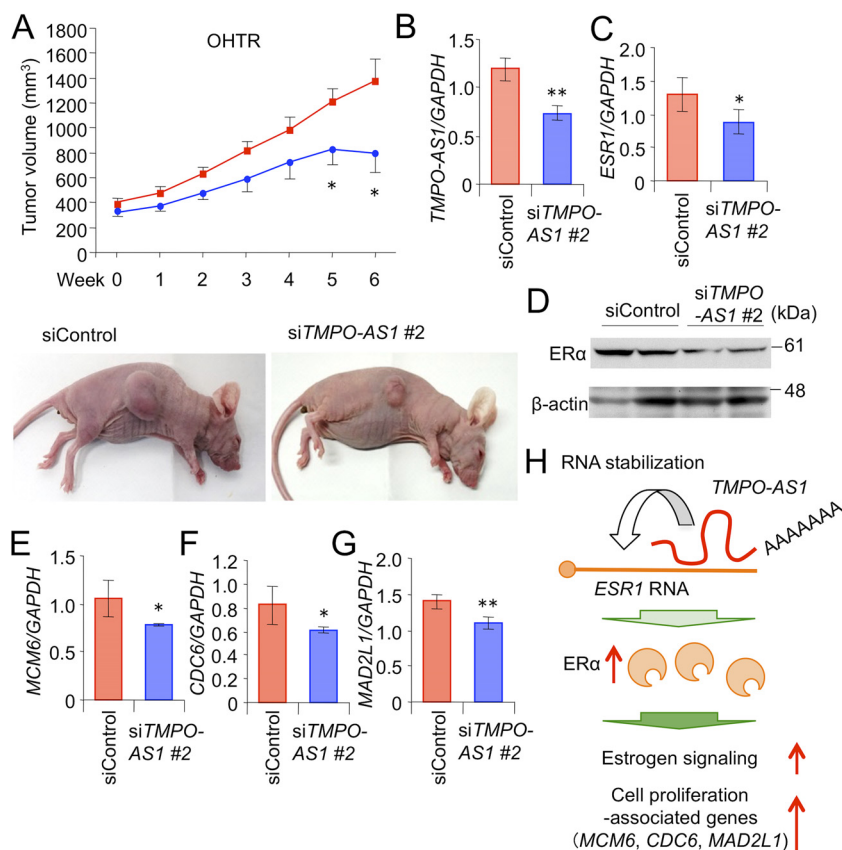 A
OHTR
Tumor volume (mm³)
1800
1600
1400
1200
1000
800
600
400
200
0
* *
Week 0 1 2 3 4 5 6
siControl
siTMPO-AS1 #2
B
TMPO-AS1/GAPDH
1.5
1.0
0.5
0
**
siControl
siTMPO-
AS1 #2
C
ESR1/GAPDH
2.0
1.5
1.0
0.5
0
*
siControl
siTMPO-
AS1 #2
D
siControl
siTMPO
-AS1 #2
(kDa)
ERα
61
β-actin
48
E
MCM6/GAPDH
1.5
1.0
0.5
0
*
siControl
siTMPO-
AS1 #2
F
CDC6/GAPDH
1.2
1.0
0.8
0.6
0.4
0.2
0
*
siControl
siTMPO-
AS1 #2
G
MAD2L1/GAPDH
2.0
1.5
1.0
0.5
0
**
siControl
siTMPO-
AS1 #2
H
RNA stabilization
TMPO-AS1
AAAAAAA
ESR1 RNA
ERα
Estrogen signaling
Cell proliferation
-associated genes
(MCM6, CDC6, MAD2L1)